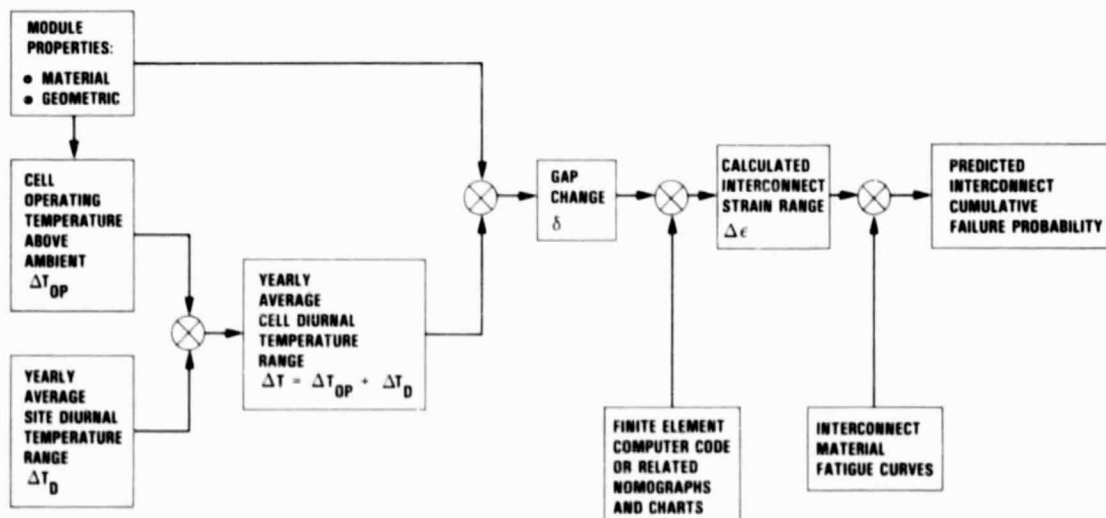 MODULE
PROPERTIES:
● MATERIAL
● GEOMETRIC
CELL
OPERATING
TEMPERATURE
ABOVE
AMBIENT
ΔT_OP
YEARLY
AVERAGE
SITE DIURNAL
TEMPERATURE
RANGE
ΔT_D
YEARLY
AVERAGE
CELL DIURNAL
TEMPERATURE
RANGE
ΔT = ΔT_OP + ΔT_D
GAP
CHANGE
δ
FINITE ELEMENT
COMPUTER CODE
OR RELATED
NOMOGRAPHS
AND CHARTS
CALCULATED
INTERCONNECT
STRAIN RANGE
Δϵ
INTERCONNECT
MATERIAL
FATIGUE CURVES
PREDICTED
INTERCONNECT
CUMULATIVE
FAILURE PROBABILITY